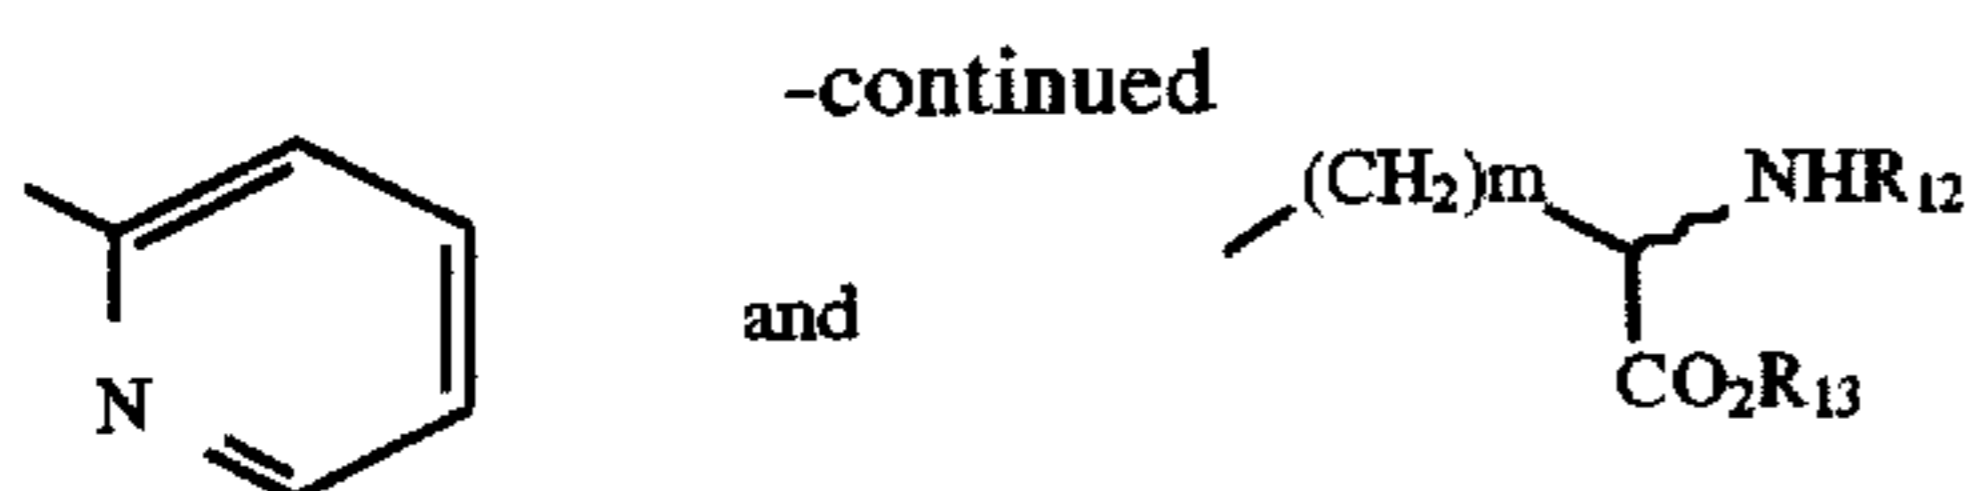 -continued
(CH₂)m NHR₁₂
and
N CO₂R₁₃